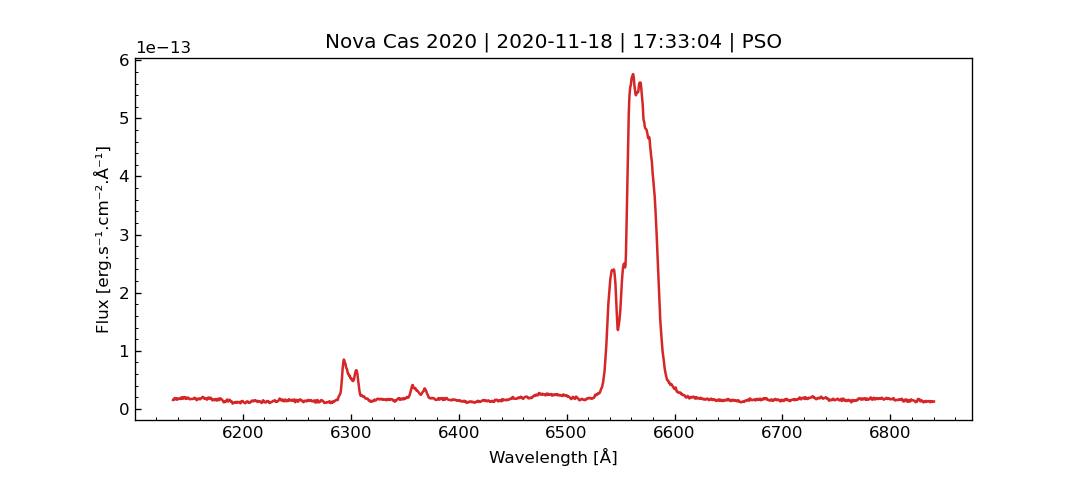 Nova Cas 2020 | 2020-11-18 | 17:33:04 | PSO
1e−13
6
5
4
3
2
1
0
Flux [erg.s⁻¹.cm⁻².Å⁻¹]
6200 6300 6400 6500 6600 6700 6800
Wavelength [Å]